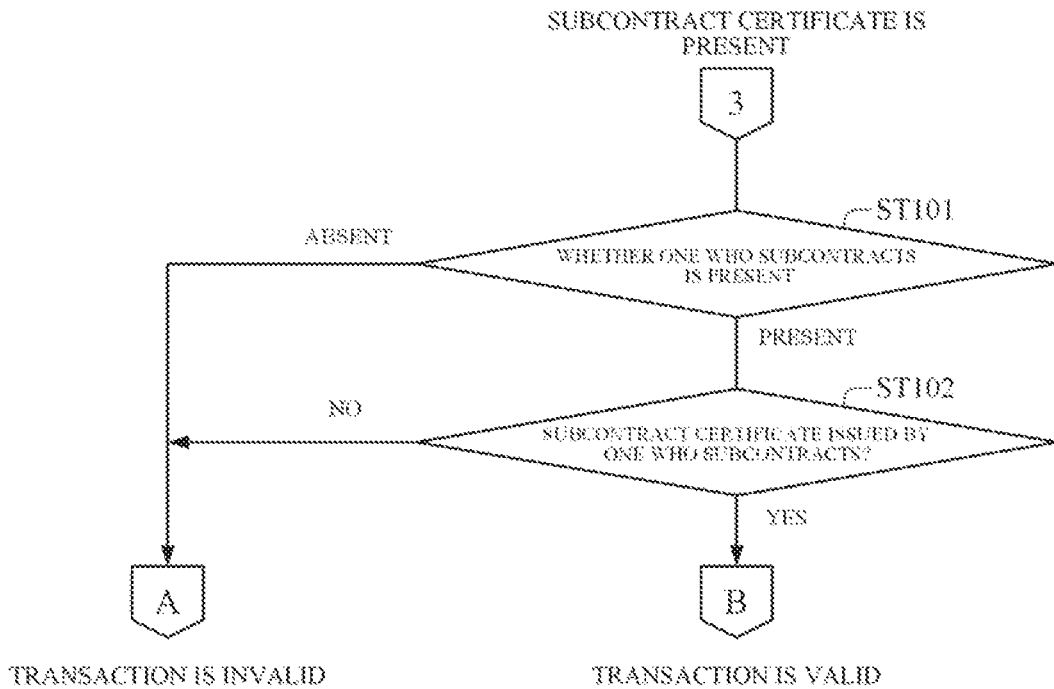 SUBCONTRACT CERTIFICATE IS
PRESENT
3
ST101
ABSENT
WHETHER ONE WHO SUBCONTRACTS
IS PRESENT
PRESENT
ST102
NO
SUBCONTRACT CERTIFICATE ISSUED BY
ONE WHO SUBCONTRACTS?
YES
A
B
TRANSACTION IS INVALID
TRANSACTION IS VALID